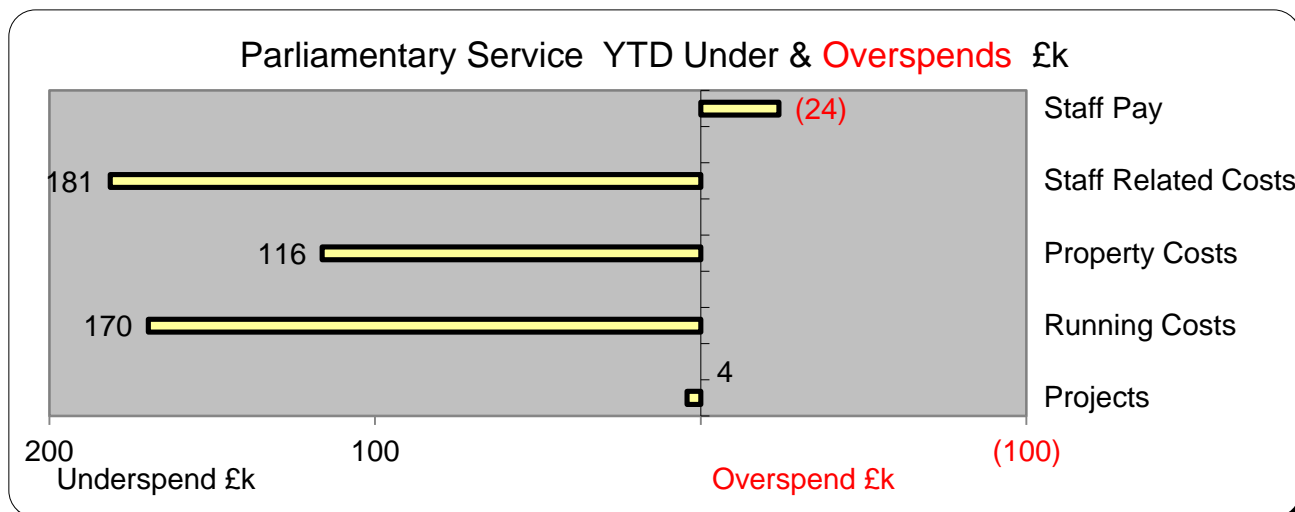 Parliamentary Service YTD Under & Overspends £k
(24) Staff Pay
181 Staff Related Costs
116 Property Costs
170 Running Costs
4
Projects
200 100 (100)
Underspend £k Overspend £k